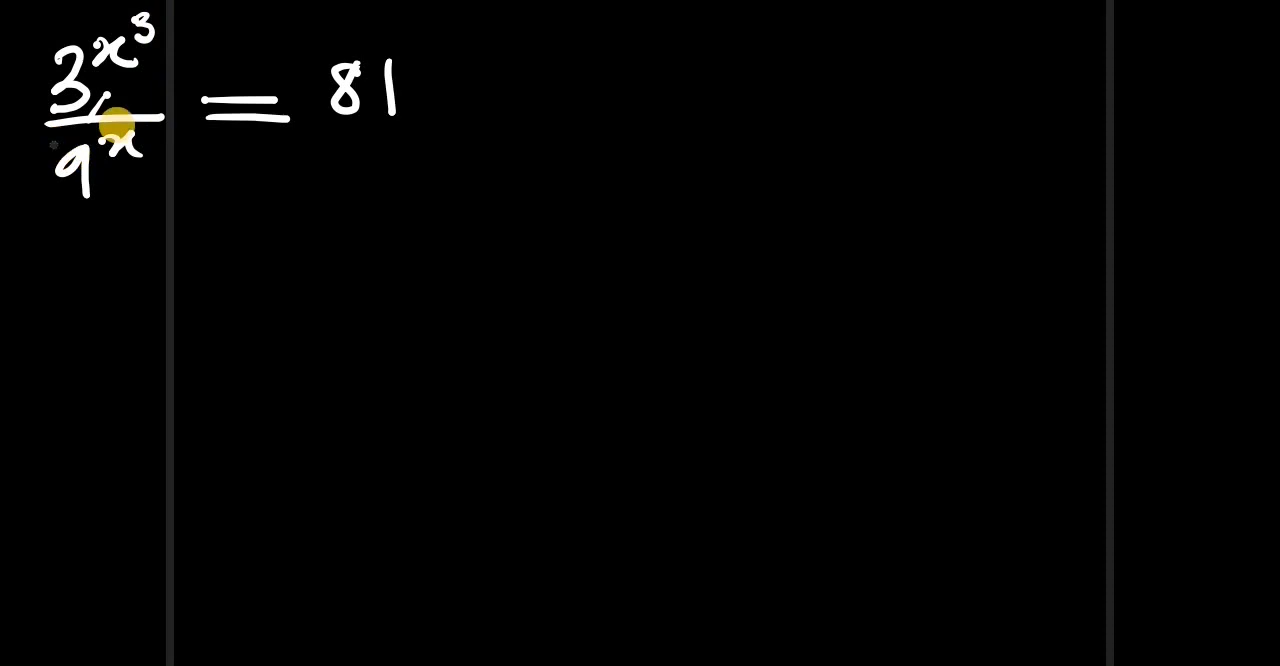 3^{x^3} / 9^x = 81